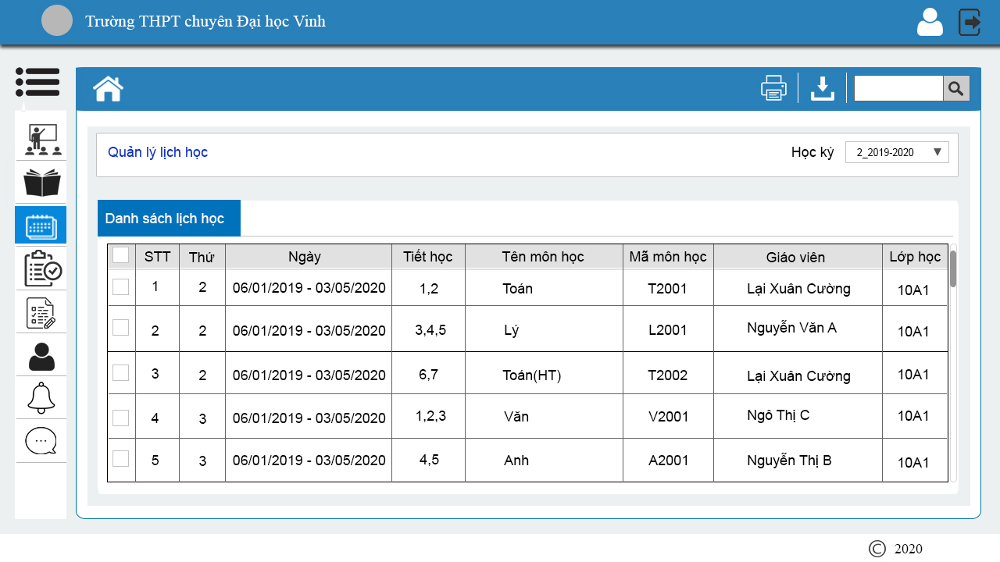 Trường THPT chuyên Đại học Vinh
Quản lý lịch học
Học kỳ 2_2019-2020
Danh sách lịch học
STT Thứ Ngày Tiết học Tên môn học Mã môn học Giáo viên Lớp học
1 2 06/01/2019 - 03/05/2020 1,2 Toán T2001 Lại Xuân Cường 10A1
2 2 06/01/2019 - 03/05/2020 3,4,5 Lý L2001 Nguyễn Văn A 10A1
3 2 06/01/2019 - 03/05/2020 6,7 Toán(HT) T2002 Lại Xuân Cường 10A1
4 3 06/01/2019 - 03/05/2020 1,2,3 Văn V2001 Ngô Thị C 10A1
5 3 06/01/2019 - 03/05/2020 4,5 Anh A2001 Nguyễn Thị B 10A1
© 2020